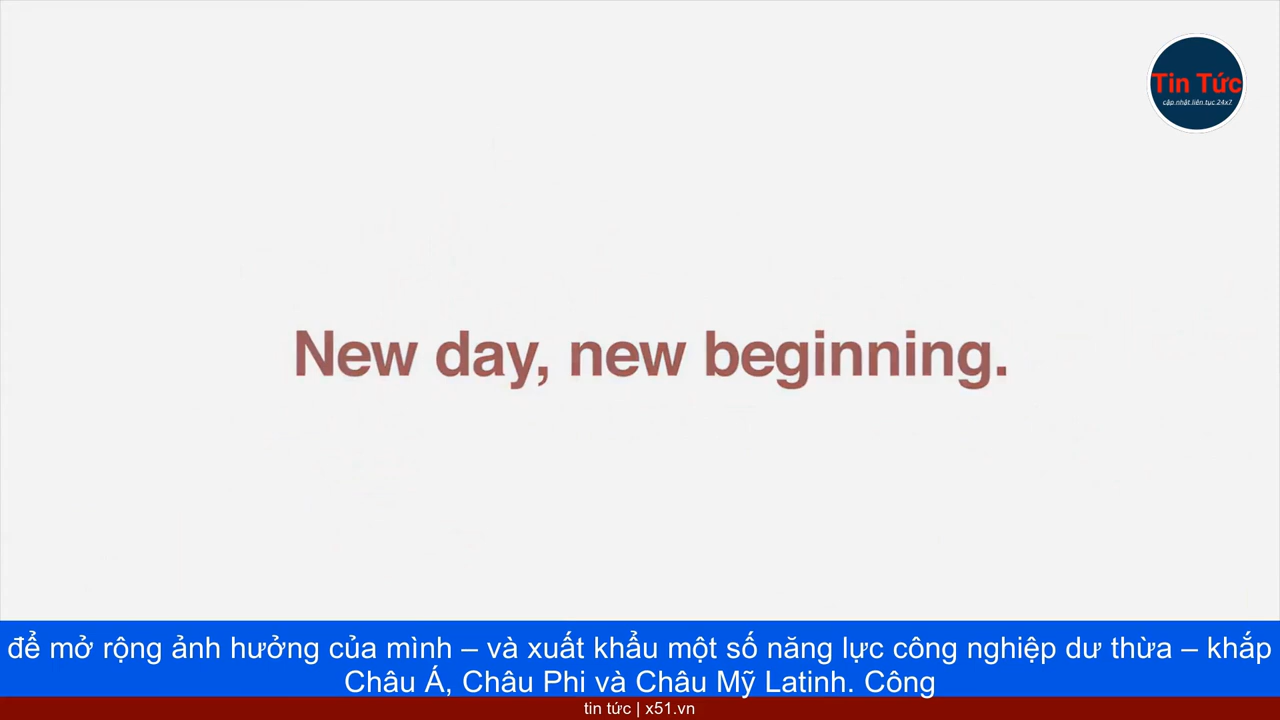 Tin Tức
cập nhật liên tục 24x7
New day, new beginning.
để mở rộng ảnh hưởng của mình – và xuất khẩu một số năng lực công nghiệp dư thừa – khắp
Châu Á, Châu Phi và Châu Mỹ Latinh. Công
tin tức | x51.vn